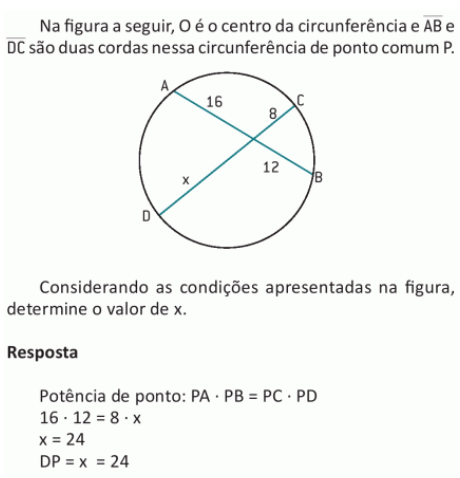 Na figura a seguir, O é o centro da circunferência e AB e
DC são duas cordas nessa circunferência de ponto comum P.
A
16
C
8
12
x
B
D
Considerando as condições apresentadas na figura,
determine o valor de x.
Resposta
Potência de ponto: PA · PB = PC · PD
16 · 12 = 8 · x
x = 24
DP = x = 24